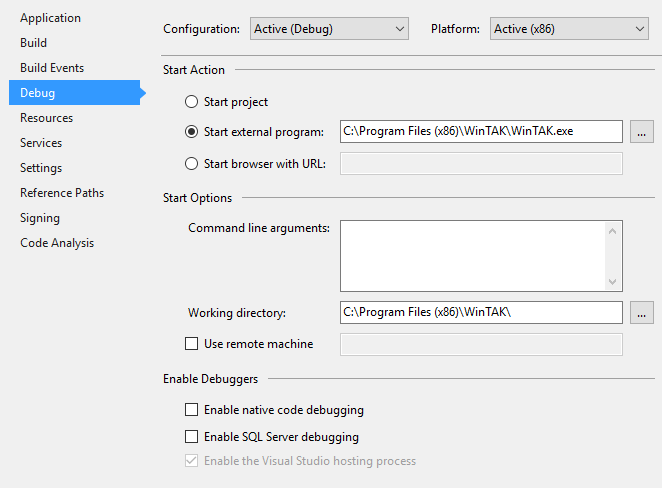 Application
Build
Build Events
Debug
Resources
Services
Settings
Reference Paths
Signing
Code Analysis
Configuration: Active (Debug) Platform: Active (x86)
Start Action
Start project
Start external program: C:\Program Files (x86)\WinTAK\WinTAK.exe ...
Start browser with URL:
Start Options
Command line arguments:
Working directory: C:\Program Files (x86)\WinTAK\ ...
Use remote machine
Enable Debuggers
Enable native code debugging
Enable SQL Server debugging
Enable the Visual Studio hosting process